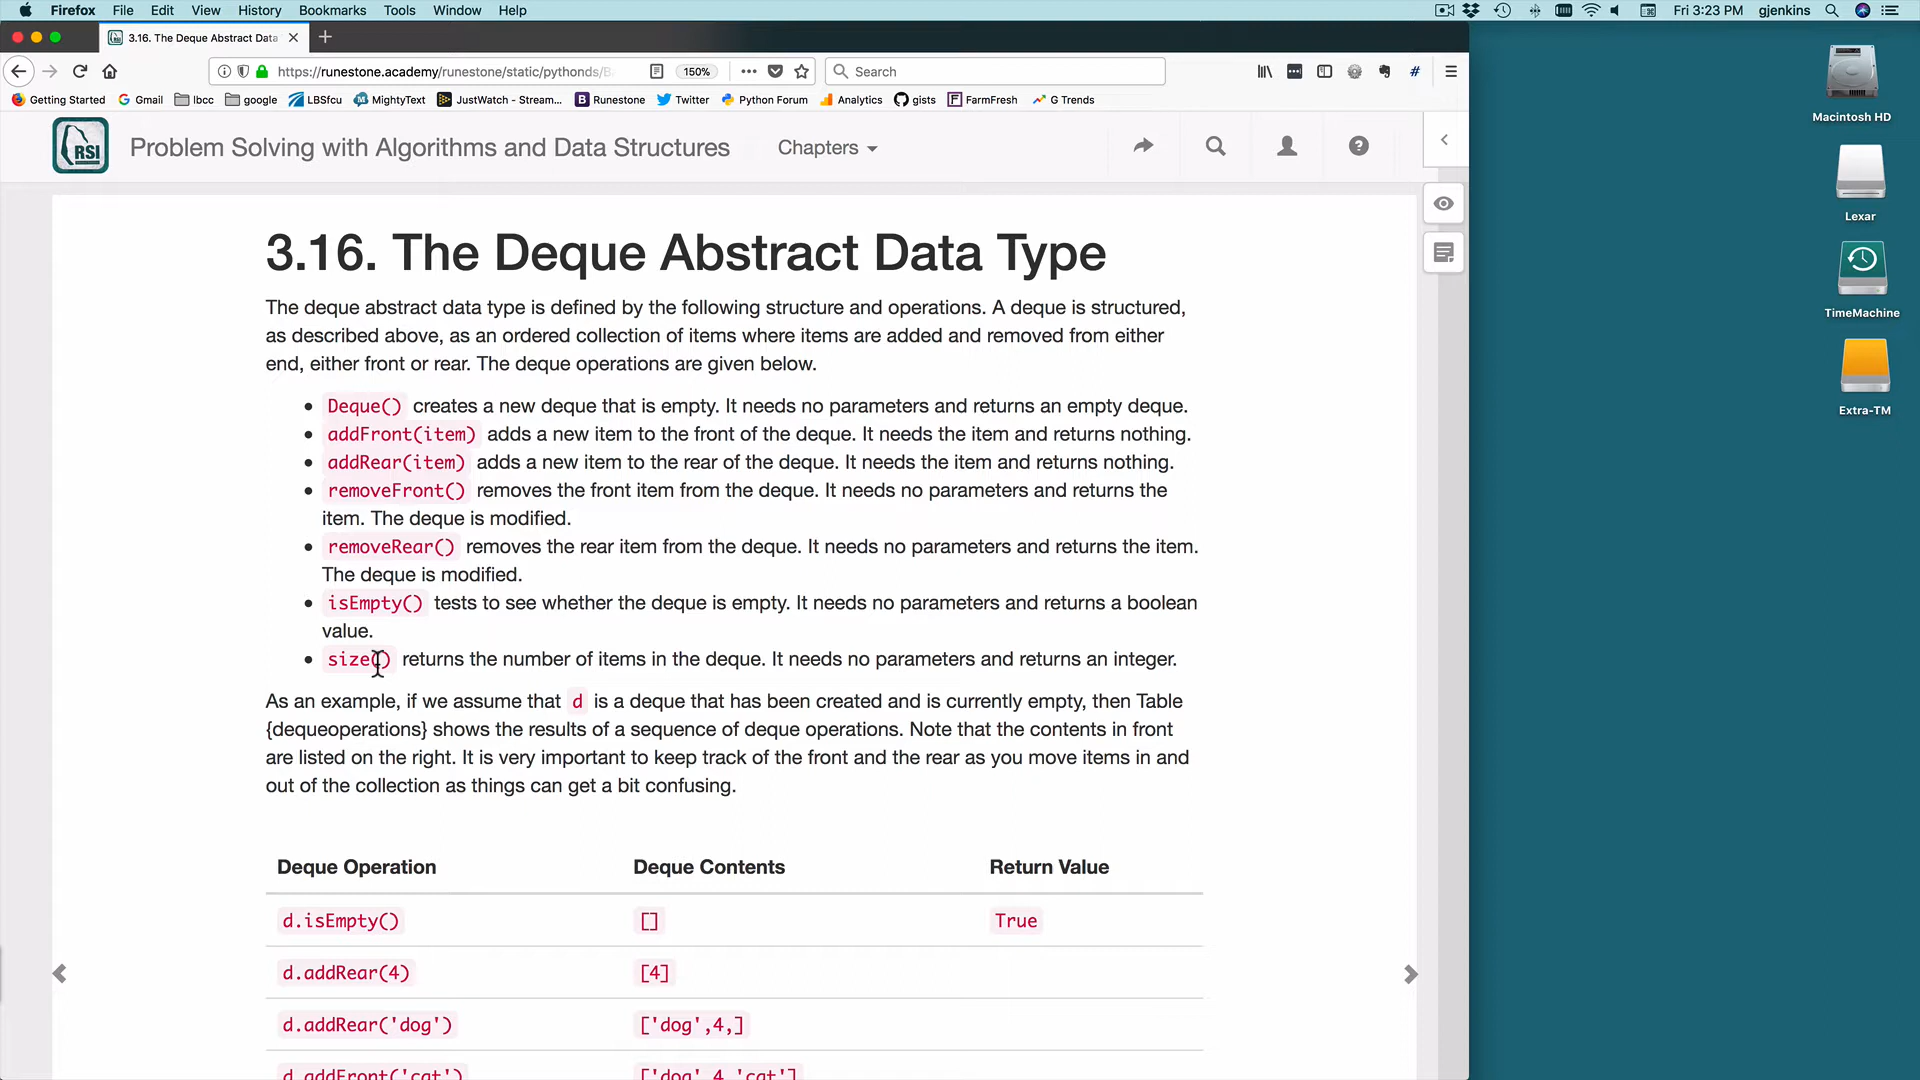 Firefox File Edit View History Bookmarks Tools Window Help Fri 3:23 PM gjenkins
3.16. The Deque Abstract Data
https://runestone.academy/runestone/static/pythonds/B 150% Search
Getting Started Gmail lbcc google LBSfcu MightyText JustWatch - Stream... Runestone Twitter Python Forum Analytics gists FarmFresh G Trends
RSI Problem Solving with Algorithms and Data Structures Chapters
3.16. The Deque Abstract Data Type
The deque abstract data type is defined by the following structure and operations. A deque is structured,
as described above, as an ordered collection of items where items are added and removed from either
end, either front or rear. The deque operations are given below.
• Deque() creates a new deque that is empty. It needs no parameters and returns an empty deque.
• addFront(item) adds a new item to the front of the deque. It needs the item and returns nothing.
• addRear(item) adds a new item to the rear of the deque. It needs the item and returns nothing.
• removeFront() removes the front item from the deque. It needs no parameters and returns the
item. The deque is modified.
• removeRear() removes the rear item from the deque. It needs no parameters and returns the item.
The deque is modified.
• isEmpty() tests to see whether the deque is empty. It needs no parameters and returns a boolean
value.
• size() returns the number of items in the deque. It needs no parameters and returns an integer.
As an example, if we assume that d is a deque that has been created and is currently empty, then Table
{dequeoperations} shows the results of a sequence of deque operations. Note that the contents in front
are listed on the right. It is very important to keep track of the front and the rear as you move items in and
out of the collection as things can get a bit confusing.
Deque Operation Deque Contents Return Value
d.isEmpty() [] True
d.addRear(4) [4]
d.addRear('dog') ['dog',4,]
d.addFront('cat') ['dog',4,'cat']
Macintosh HD
Lexar
TimeMachine
Extra-TM